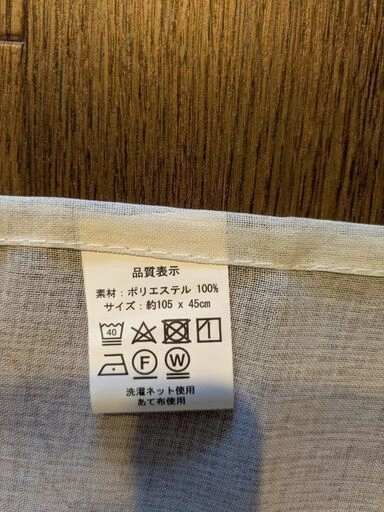 品質表示
素材：ポリエステル 100%
サイズ：約105 x 45cm
40
F W
洗濯ネット使用
あて布使用